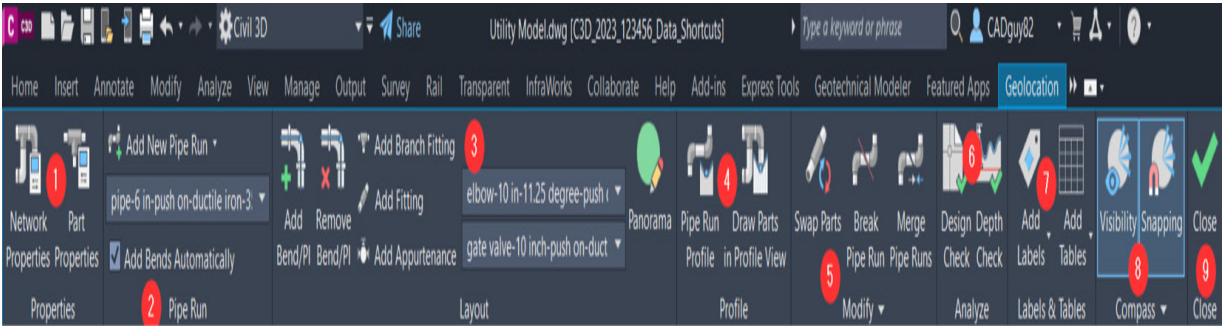 C C3D Civil 3D Share Utility Model.dwg [C3D_2023_123456_Data_Shortcuts] Type a keyword or phrase CADguy82 ?
Home Insert Annotate Modify Analyze View Manage Output Survey Rail Transparent InfraWorks Collaborate Help Add-ins Express Tools Geotechnical Modeler Featured Apps Geolocation
1
Network Properties
Part Properties
Properties
Add New Pipe Run
pipe-6 in-push on-ductile iron-3
Add Bends Automatically
2
Pipe Run
Add Bend/PI
Remove Bend/PI
Add Branch Fitting
Add Fitting
Add Appurtenance
3
elbow-10 in-11.25 degree-push
gate valve-10 inch-push on-duct
Panorama
Layout
Pipe Run Profile
4
Draw Parts in Profile View
Profile
Swap Parts
Break Pipe Run
Merge Pipe Runs
5
Modify
6
Design Check
Depth Check
Analyze
7
Add Labels
Add Tables
Labels & Tables
Visibility
Snapping
8
Compass
Close
9
Close